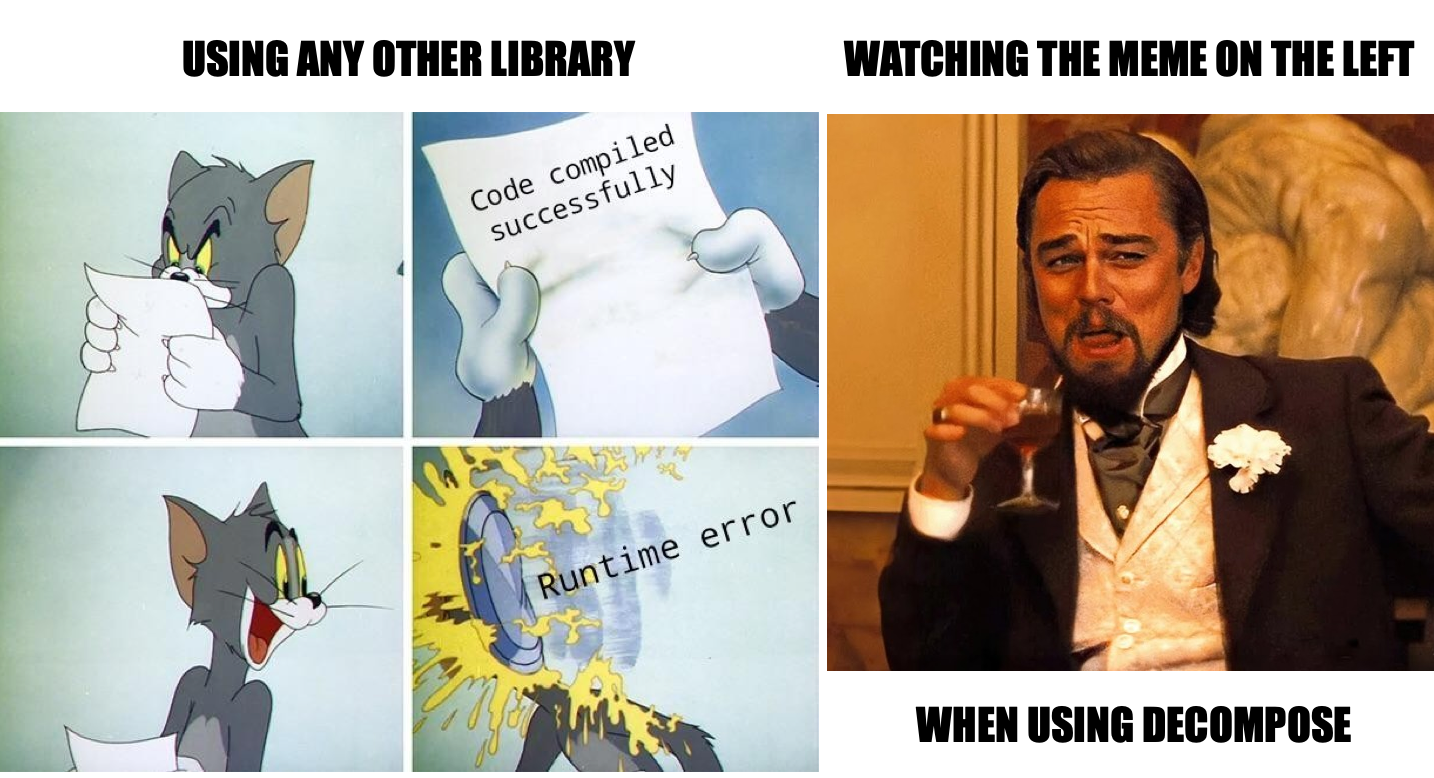 USING ANY OTHER LIBRARY
WATCHING THE MEME ON THE LEFT
Code compiled
successfully
Runtime error
WHEN USING DECOMPOSE